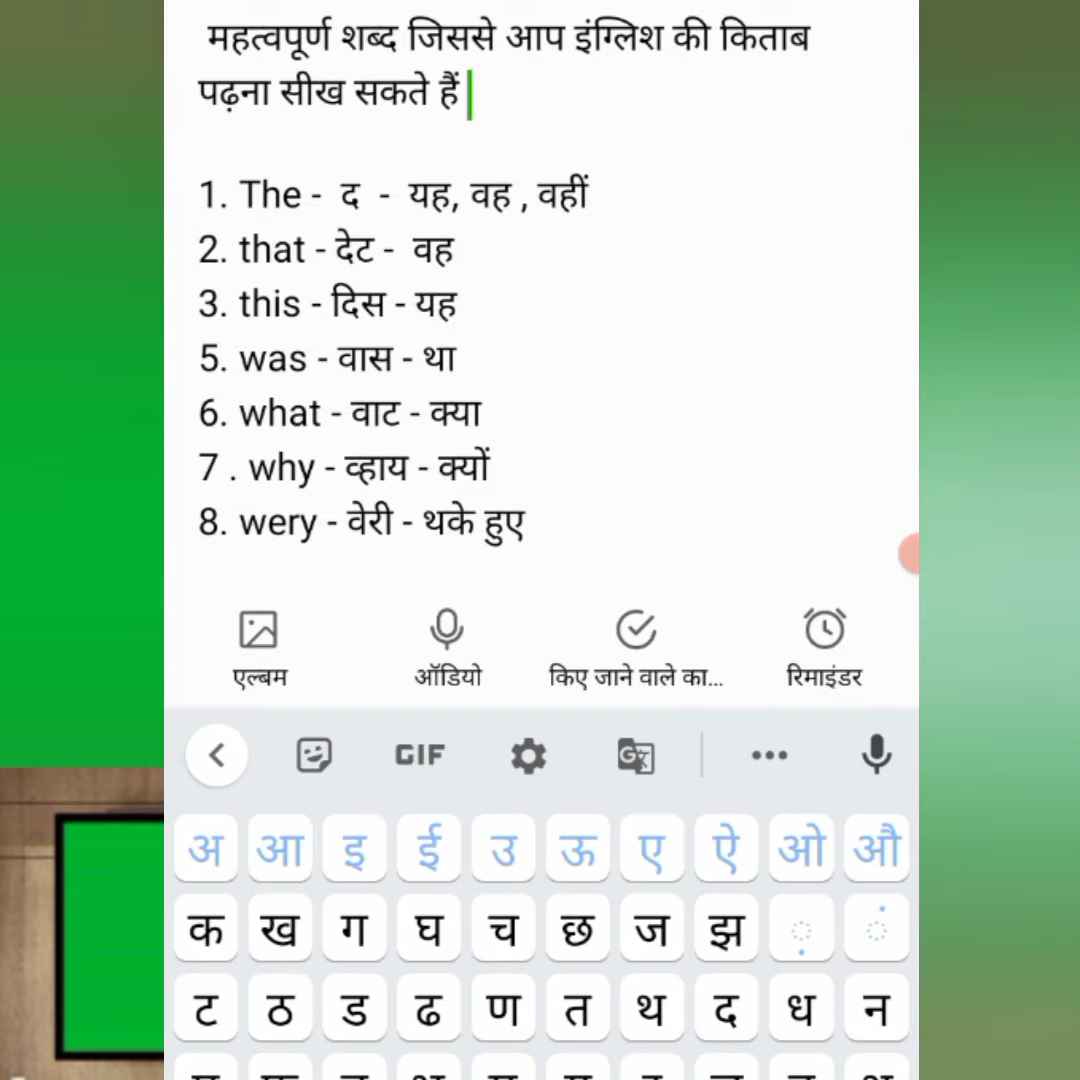 महत्वपूर्ण शब्द जिससे आप इंग्लिश की किताब
पढ़ना सीख सकते हैं
1. The - द - यह, वह , वहीं
2. that - देट - वह
3. this - दिस - यह
5. was - वास - था
6. what - वाट - क्या
7 . why - व्हाय - क्यों
8. wery - वेरी - थके हुए
एल्बम ऑडियो किए जाने वाले का... रिमाइंडर
GIF
अ आ इ ई उ ऊ ए ऐ ओ औ
क ख ग घ च छ ज झ ़ ं
ट ठ ड ढ ण त थ द ध न